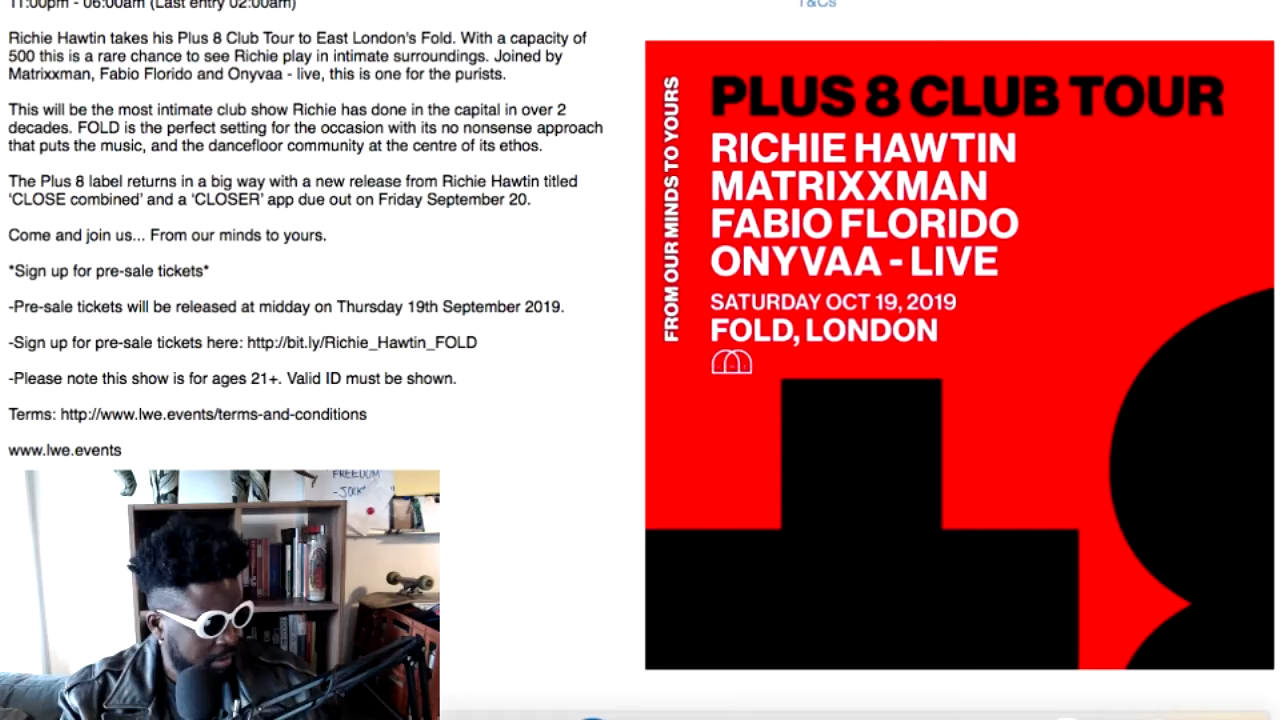 11:00pm - 06:00am (Last entry 02:00am)
Richie Hawtin takes his Plus 8 Club Tour to East London's Fold. With a capacity of
500 this is a rare chance to see Richie play in intimate surroundings. Joined by
Matrixxman, Fabio Florido and Onyvaa - live, this is one for the purists.
This will be the most intimate club show Richie has done in the capital in over 2
decades. FOLD is the perfect setting for the occasion with its no nonsense approach
that puts the music, and the dancefloor community at the centre of its ethos.
The Plus 8 label returns in a big way with a new release from Richie Hawtin titled
‘CLOSE combined’ and a ‘CLOSER’ app due out on Friday September 20.
Come and join us... From our minds to yours.
*Sign up for pre-sale tickets*
-Pre-sale tickets will be released at midday on Thursday 19th September 2019.
-Sign up for pre-sale tickets here: http://bit.ly/Richie_Hawtin_FOLD
-Please note this show is for ages 21+. Valid ID must be shown.
Terms: http://www.lwe.events/terms-and-conditions
www.lwe.events
FREEDOM
-JOCK
T&Cs
FROM OUR MINDS TO YOURS
PLUS 8 CLUB TOUR
RICHIE HAWTIN
MATRIXXMAN
FABIO FLORIDO
ONYVAA - LIVE
SATURDAY OCT 19, 2019
FOLD, LONDON